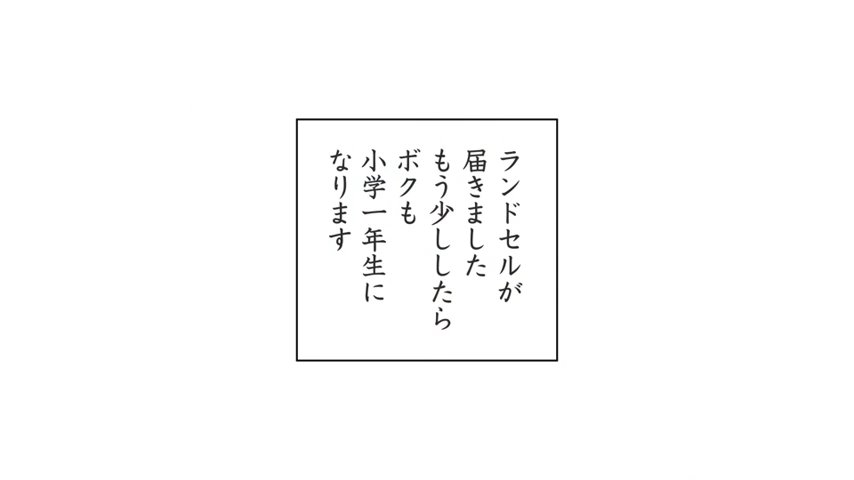 ランドセルが
届きました
もう少ししたら
ボクも
小学一年生に
なります